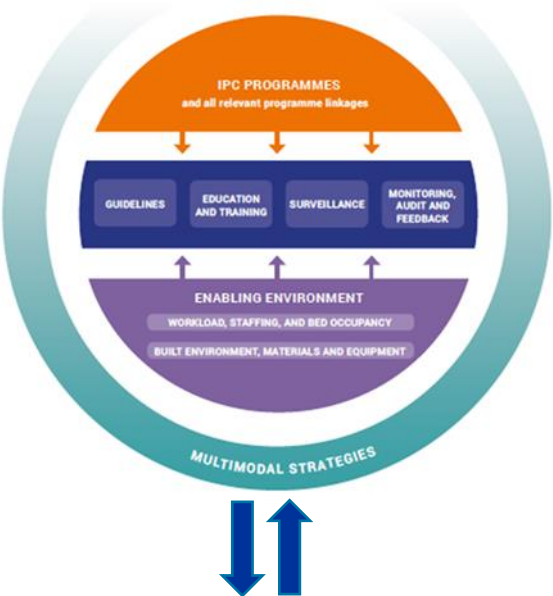 IPC PROGRAMMES
and all relevant programme linkages
GUIDELINES
EDUCATION
AND TRAINING
SURVEILLANCE
MONITORING,
AUDIT AND
FEEDBACK
ENABLING ENVIRONMENT
WORKLOAD, STAFFING, AND BED OCCUPANCY
BUILT ENVIRONMENT, MATERIALS AND EQUIPMENT
MULTIMODAL STRATEGIES